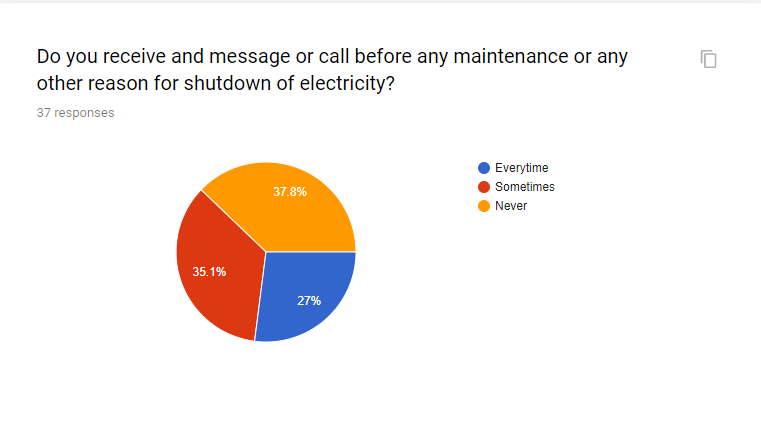 Do you receive and message or call before any maintenance or any
other reason for shutdown of electricity?
37 responses
37.8%
35.1%
27%
Everytime
Sometimes
Never